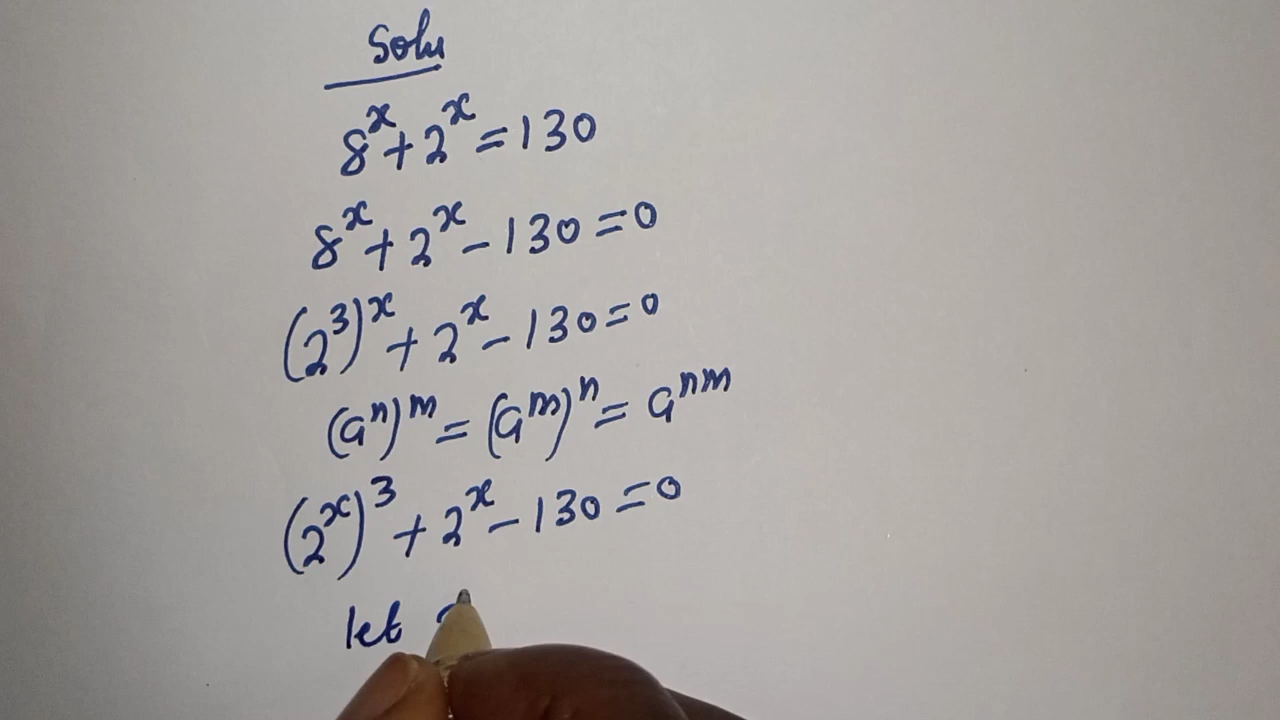 Solu
8^x + 2^x = 130
8^x + 2^x - 130 = 0
(2^3)^x + 2^x - 130 = 0
(a^n)^m = (a^m)^n = a^nm
(2^x)^3 + 2^x - 130 = 0
let